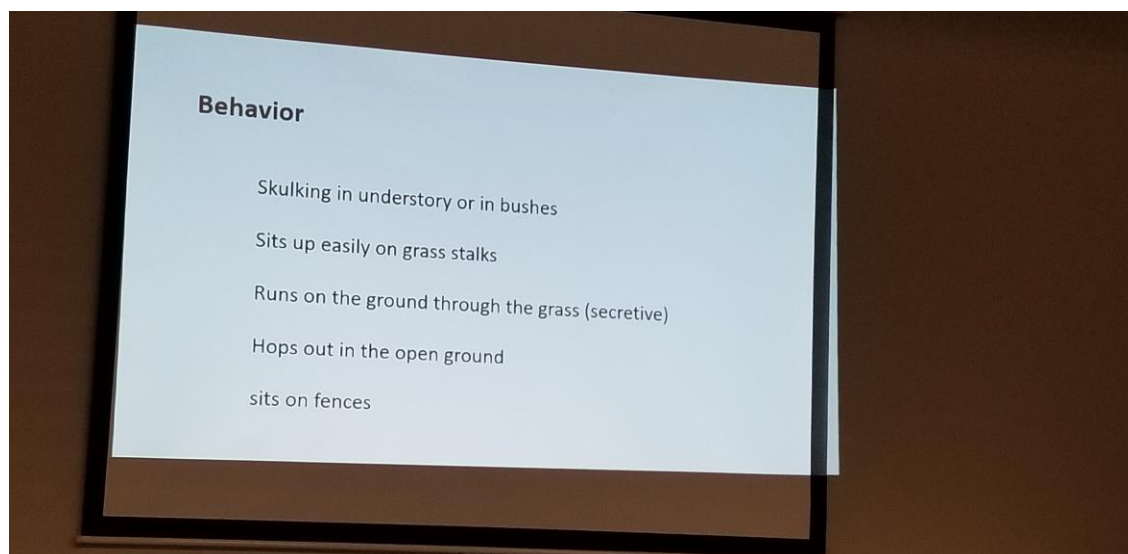 Behavior
Skulking in understory or in bushes
Sits up easily on grass stalks
Runs on the ground through the grass (secretive)
Hops out in the open ground
sits on fences